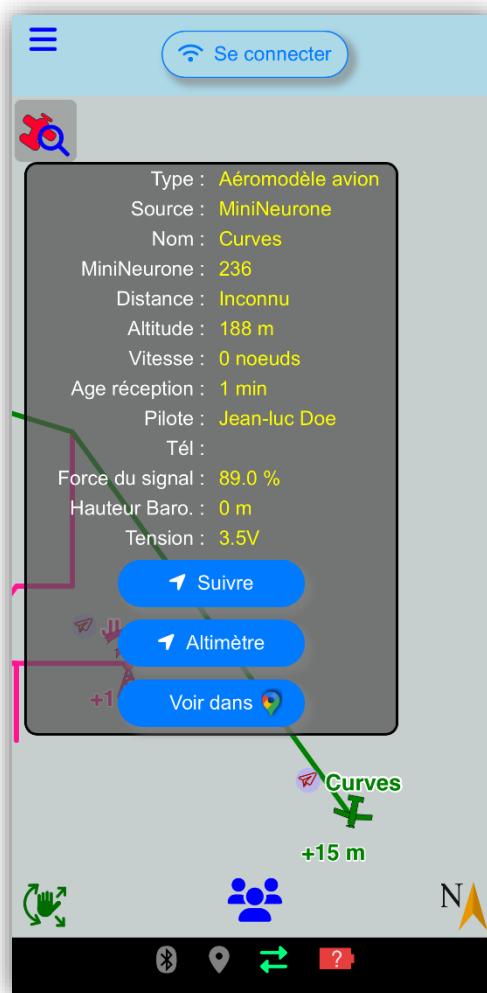 Se connecter
Type : Aéromodèle avion
Source : MiniNeurone
Nom : Curves
MiniNeurone : 236
Distance : Inconnu
Altitude : 188 m
Vitesse : 0 noeuds
Age réception : 1 min
Pilote : Jean-luc Doe
Tél :
Force du signal : 89.0 %
Hauteur Baro. : 0 m
Tension : 3.5V
Suivre
Altimètre
+1
Voir dans
Curves
+15 m
N
?